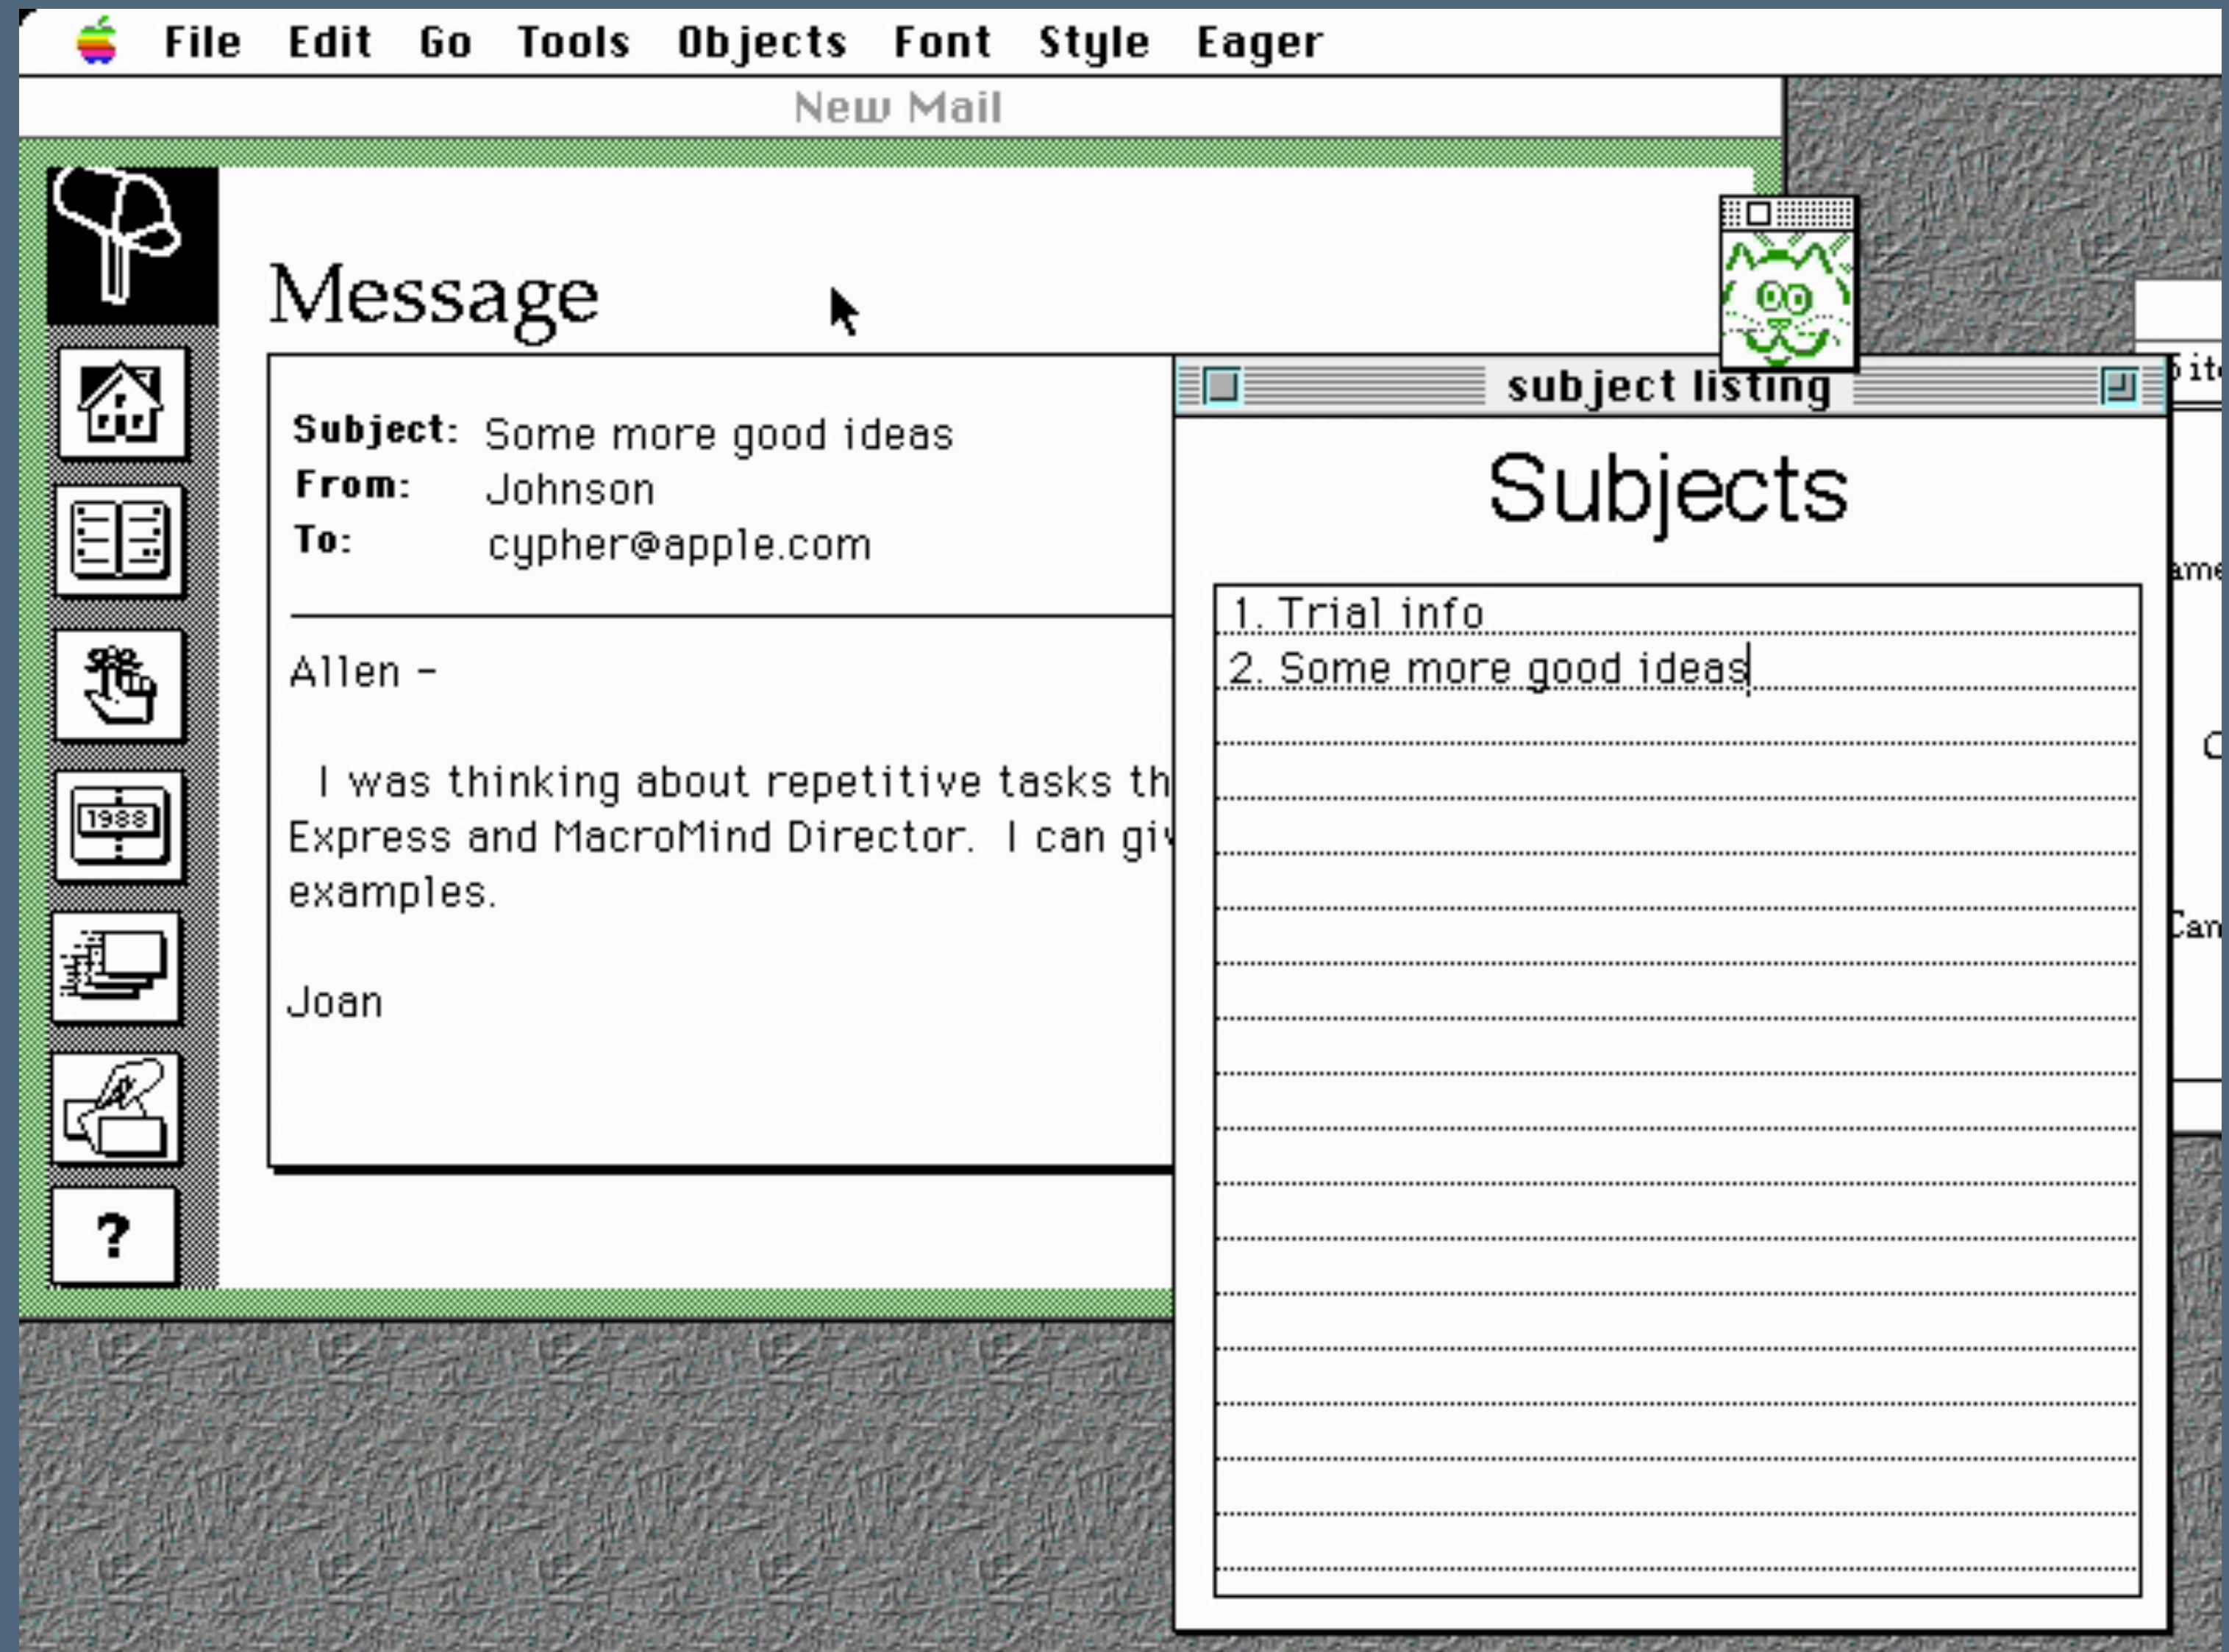 File Edit Go Tools Objects Font Style Eager
New Mail
Message
Subject: Some more good ideas
From: Johnson
To: cypher@apple.com
Allen -
I was thinking about repetitive tasks
Express and MacroMind Director. I can
examples.
Joan
1988
?
subject listing
Subjects
1. Trial info
2. Some more good ideas